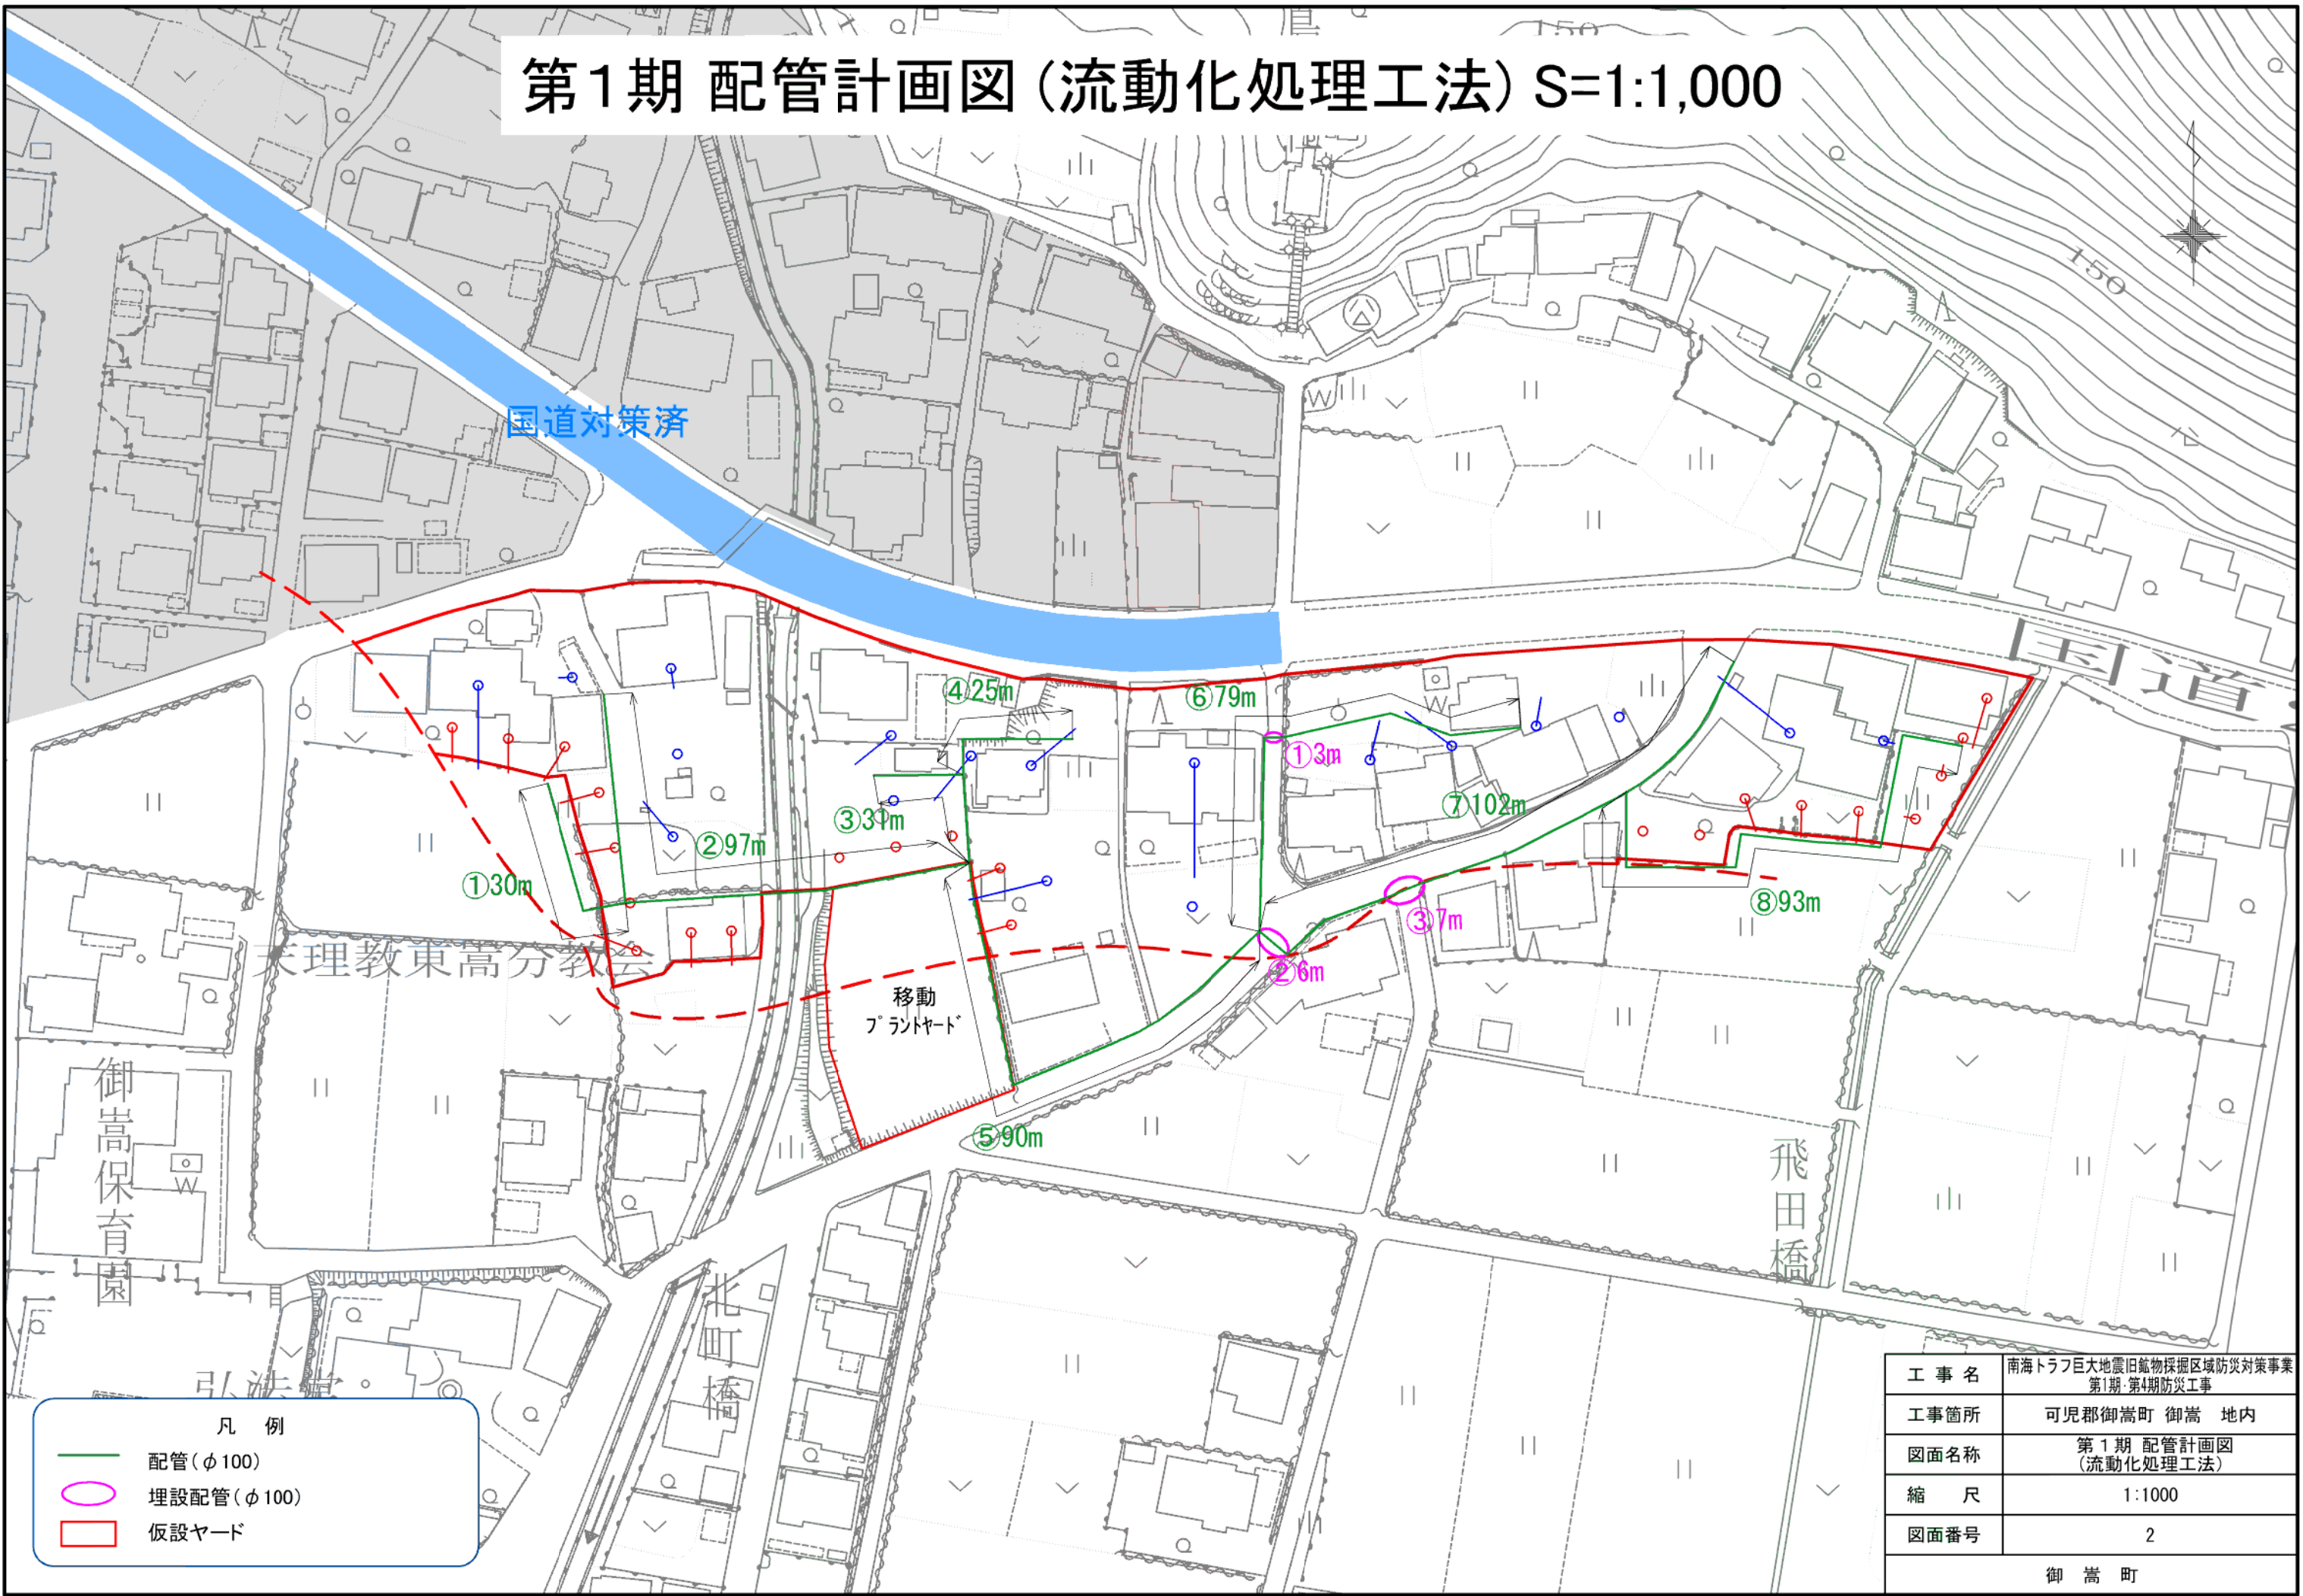 第1期 配管計画図（流動化処理工法）S=1:1,000
150
150
国道対策済
国道
④25m
⑥79m
①3m
③31m
②97m
⑦102m
①30m
⑧93m
③7m
②6m
天理教東嵩分教会
移動
プラントヤード
⑤90m
御嵩保育園
飛田橋
北町橋
W
W
W
弘法堂
凡 例
配管（φ100）
埋設配管（φ100）
仮設ヤード
工事名 南海トラフ巨大地震旧鉱物採掘区域防災対策事業
第1期・第4期防災工事
工事箇所 可児郡御嵩町 御嵩 地内
図面名称 第1期 配管計画図
（流動化処理工法）
縮尺 1:1000
図面番号 2
御嵩町